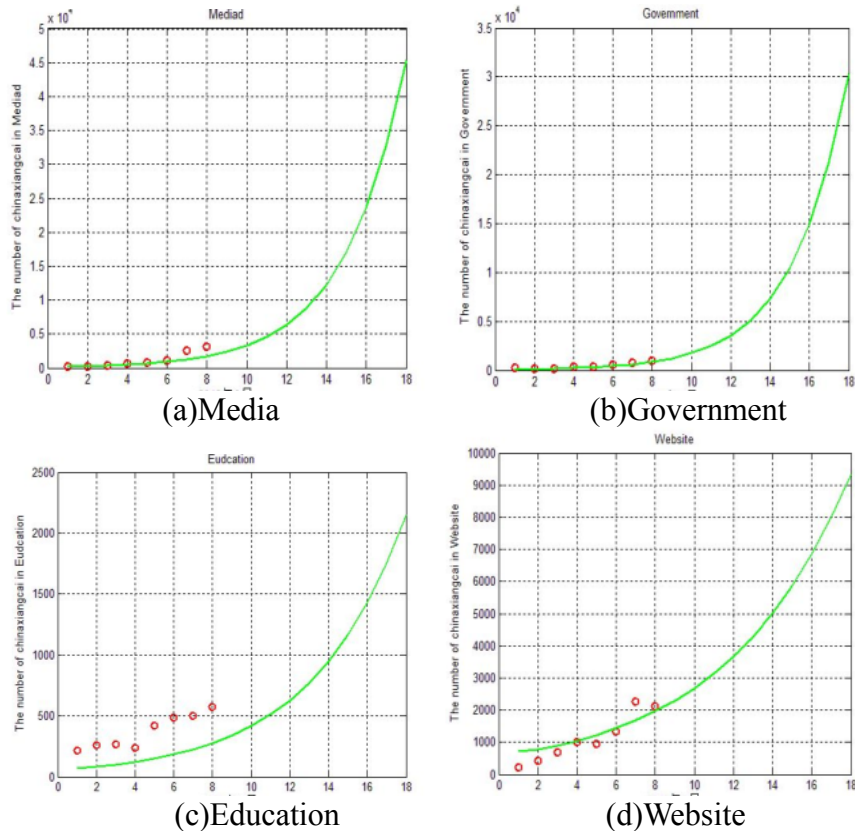 Mediad
5
4.5
4
3.5
3
2.5
2
1.5
1
0.5
0
The number of chinaxiangcai in Mediad
0 2 4 6 8 10 12 14 16 18
(a)Media
Government
x 10⁴
3.5
3
2.5
2
1.5
1
0.5
0
The number of chinaxiangcai in Government
0 2 4 6 8 10 12 14 16 18
(b)Government
Eudcation
2500
2000
1500
1000
500
0
The number of chinaxiangcai in Eudcation
0 2 4 6 8 10 12 14 16 18
(c)Education
Website
10000
9000
8000
7000
6000
5000
4000
3000
2000
1000
0
The number of chinaxiangcai in Website
0 2 4 6 8 10 12 14 16 18
(d)Website